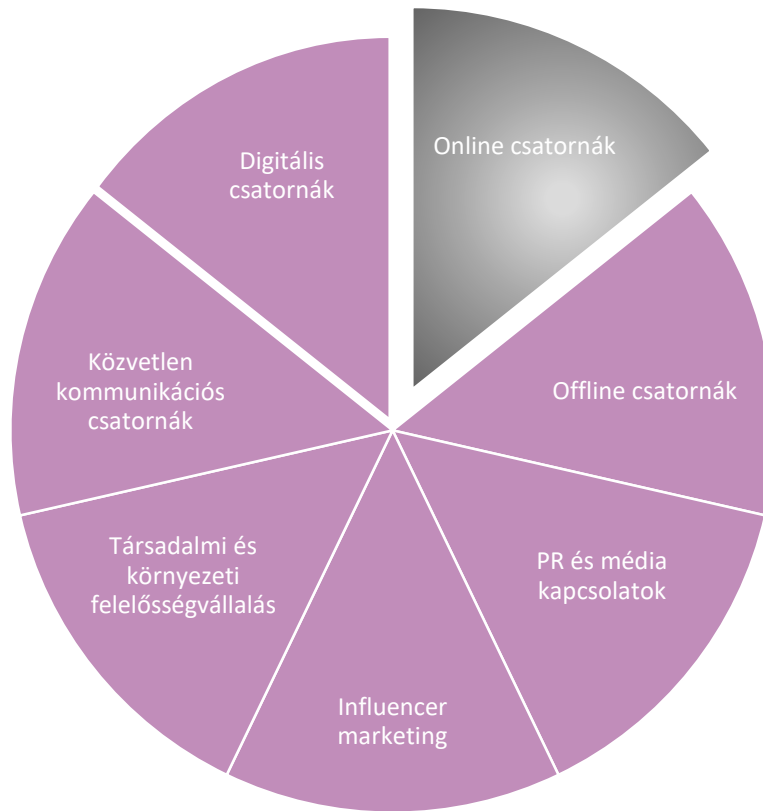 Online csatornák
Offline csatornák
PR és média
kapcsolatok
Influencer
marketing
Társadalmi és
környezeti
felelősségvállalás
Közvetlen
kommunikációs
csatornák
Digitális
csatornák